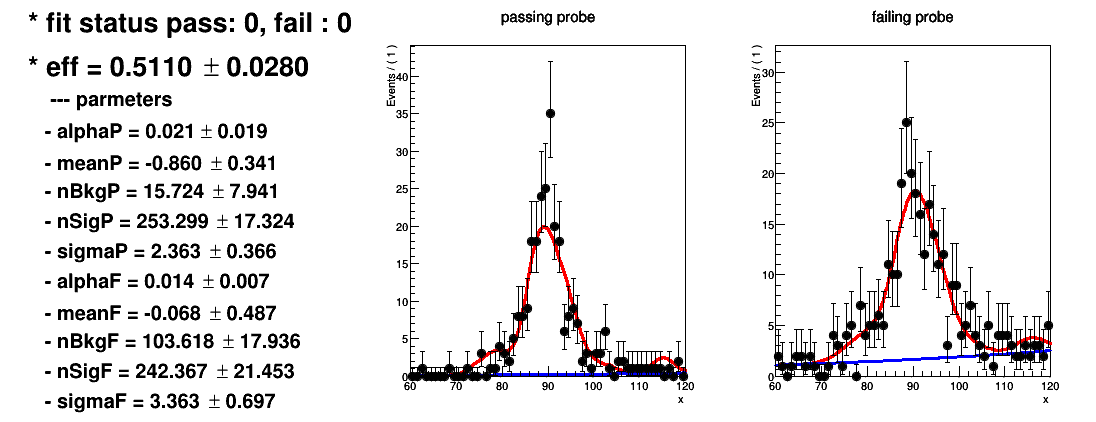 * fit status pass: 0, fail : 0
* eff = 0.5110 ± 0.0280
--- parmeters
- alphaP = 0.021 ± 0.019
- meanP = -0.860 ± 0.341
- nBkgP = 15.724 ± 7.941
- nSigP = 253.299 ± 17.324
- sigmaP = 2.363 ± 0.366
- alphaF = 0.014 ± 0.007
- meanF = -0.068 ± 0.487
- nBkgF = 103.618 ± 17.936
- nSigF = 242.367 ± 21.453
- sigmaF = 3.363 ± 0.697
passing probe
Events / ( 1 )
40
35
30
25
20
15
10
5
0
60 70 80 90 100 110 120
x
failing probe
Events / ( 1 )
30
25
20
15
10
5
0
60 70 80 90 100 110 120
x